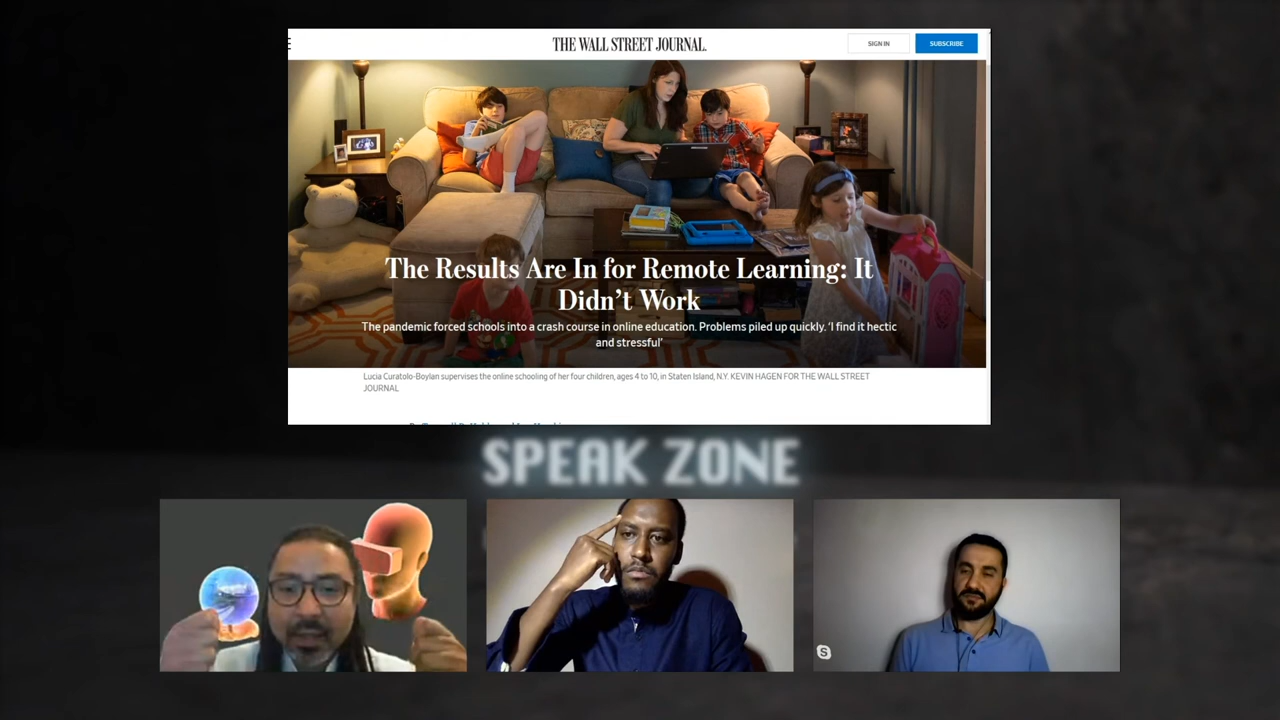 THE WALL STREET JOURNAL.
SIGN IN
SUBSCRIBE
The Results Are In for Remote Learning: It
Didn't Work
The pandemic forced schools into a crash course in online education. Problems piled up quickly. 'I find it hectic
and stressful'
Lucia Curatolo-Boylan supervises the online schooling of her four children, ages 4 to 10, in Staten Island, N.Y. KEVIN HAGEN FOR THE WALL STREET
JOURNAL
SPEAK ZONE
S